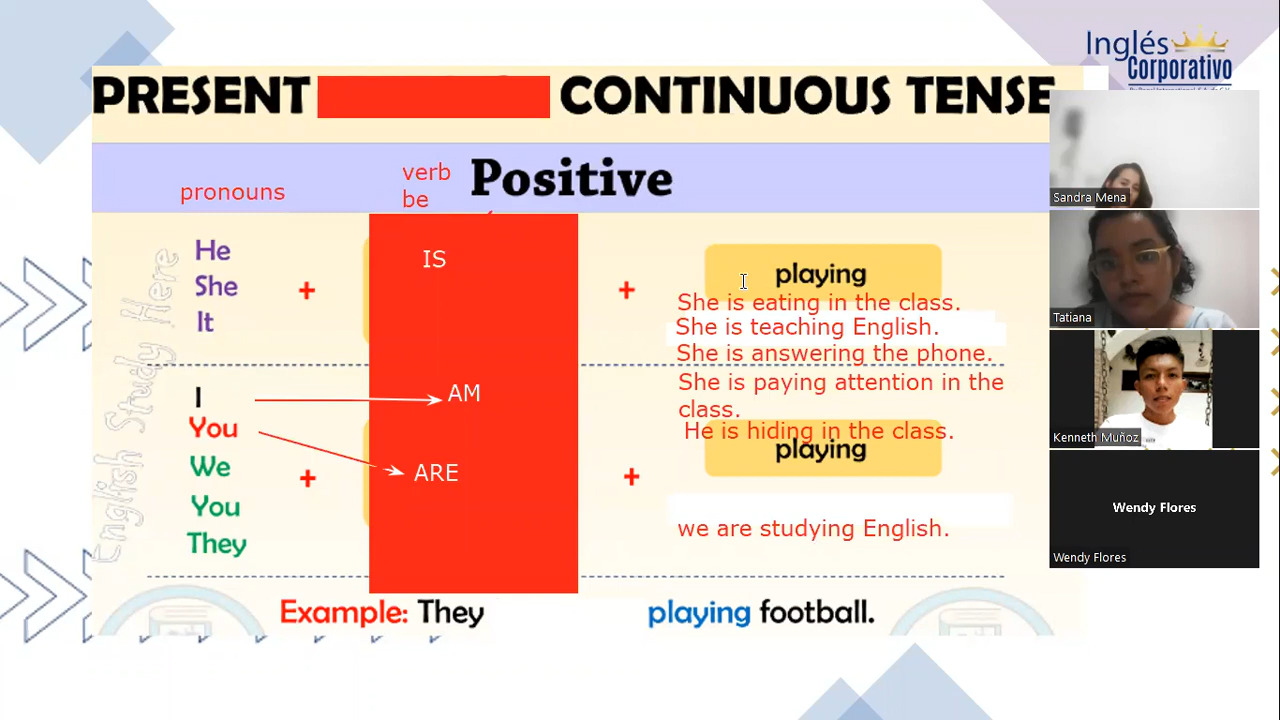 Inglés
Corporativo
PRESENT CONTINUOUS TENSE
pronouns
verb
be
Positive
He
She
It
+
IS
+
playing
She is eating in the class.
She is teaching English.
She is answering the phone.
She is paying attention in the
class.
He is hiding in the class.
I
You
We
You
They
+
AM
ARE
+
playing
we are studying English.
English Study Here
Example: They playing football.
Sandra Mena
Tatiana
Kenneth Muñoz
Wendy Flores
Wendy Flores